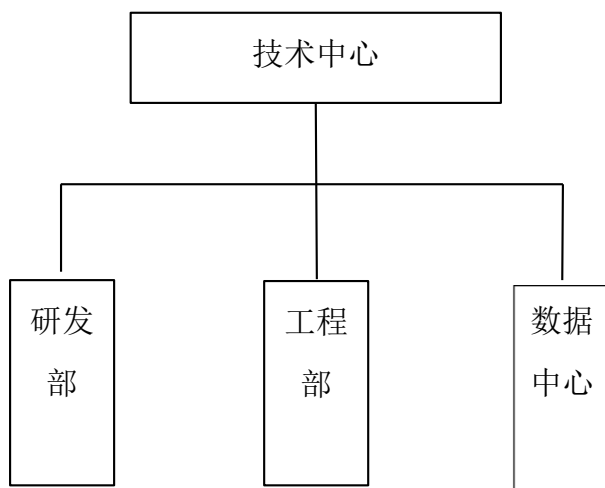 技术中心
研发
部
工程
部
数据
中心